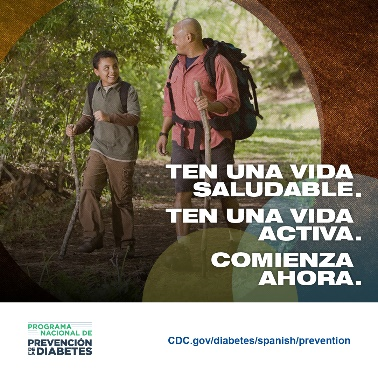 TEN UNA VIDA
SALUDABLE.
TEN UNA VIDA
ACTIVA.
COMIENZA
AHORA.
PROGRAMA
NACIONAL DE
PREVENCIÓN
DE LA DIABETES
CDC.gov/diabetes/spanish/prevention